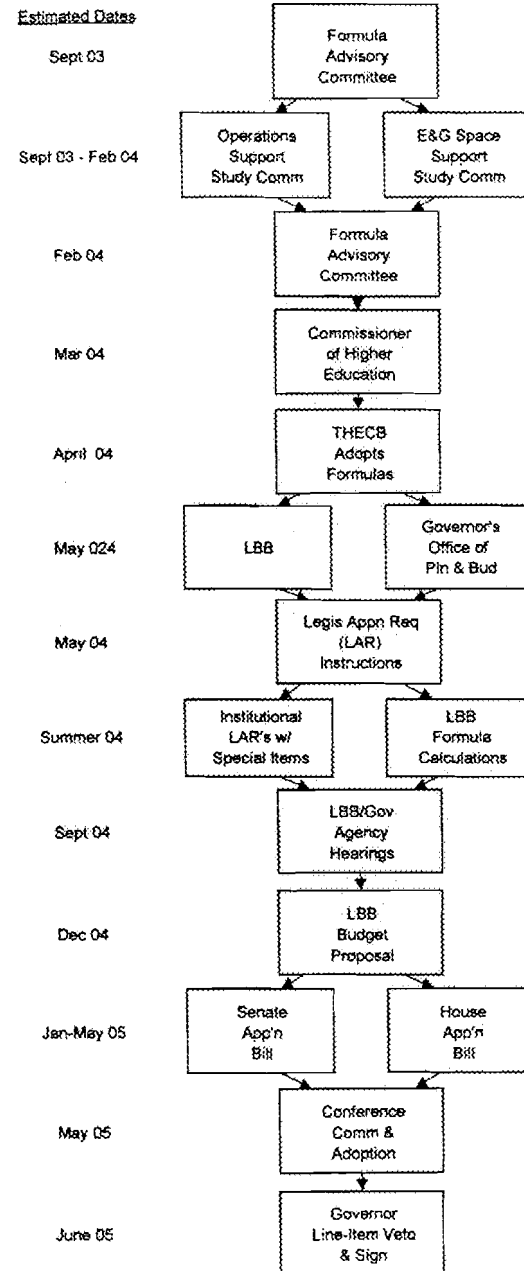 Estimated Dates
Sept 03
Formula
Advisory
Committee
Sept 03 - Feb 04
Operations
Support
Study Comm
E&G Space
Support
Study Comm
Feb 04
Formula
Advisory
Committee
Mar 04
Commissioner
of Higher
Education
April 04
THECB
Adopts
Formulas
May 024
LBB
Governor's
Office of
Pln & Bud
May 04
Legis Appn Req
(LAR)
Instructions
Summer 04
Institutional
LAR's w/
Special Items
LBB
Formula
Calculations
Sept 04
LBB/Gov
Agency
Hearings
Dec 04
LBB
Budget
Proposal
Jan-May 05
Senate
App'n
Bill
House
App'n
Bill
May 05
Conference
Comm &
Adoption
June 05
Governor
Line-Item Veto
& Sign